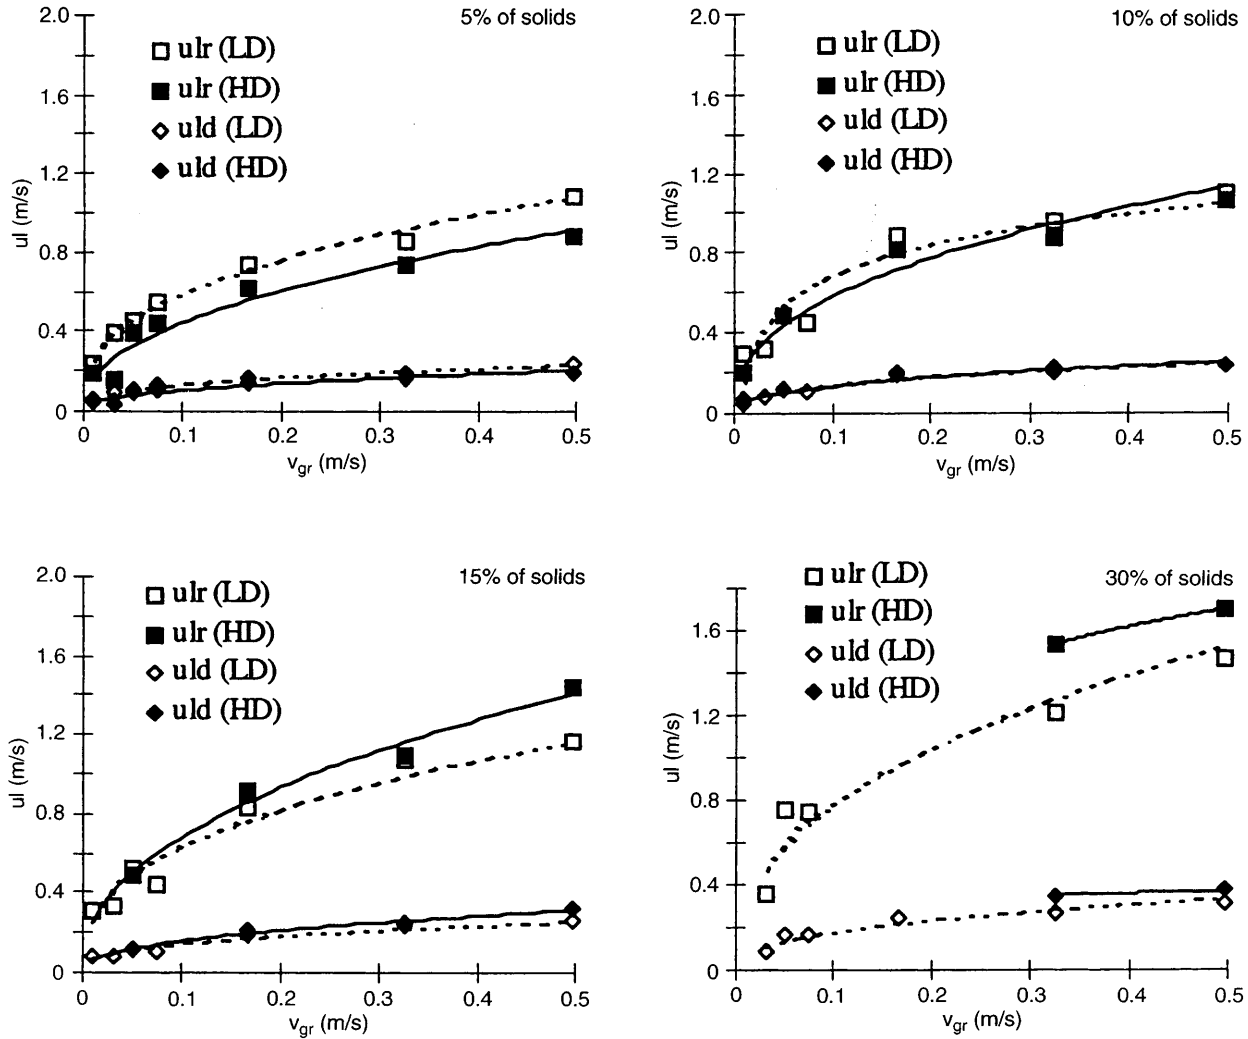 5% of solids
2.0
1.6
1.2
0.8
0.4
0
ul (m/s)
ulr (LD)
ulr (HD)
uld (LD)
uld (HD)
0 0.1 0.2 0.3 0.4 0.5
vgr (m/s)
10% of solids
2.0
1.6
1.2
0.8
0.4
0
ul (m/s)
ulr (LD)
ulr (HD)
uld (LD)
uld (HD)
0 0.1 0.2 0.3 0.4 0.5
vgr (m/s)
15% of solids
2.0
1.6
1.2
0.8
0.4
0
ul (m/s)
ulr (LD)
ulr (HD)
uld (LD)
uld (HD)
0 0.1 0.2 0.3 0.4 0.5
vgr (m/s)
30% of solids
1.6
1.2
0.8
0.4
0
ul (m/s)
ulr (LD)
ulr (HD)
uld (LD)
uld (HD)
0 0.1 0.2 0.3 0.4 0.5
vgr (m/s)